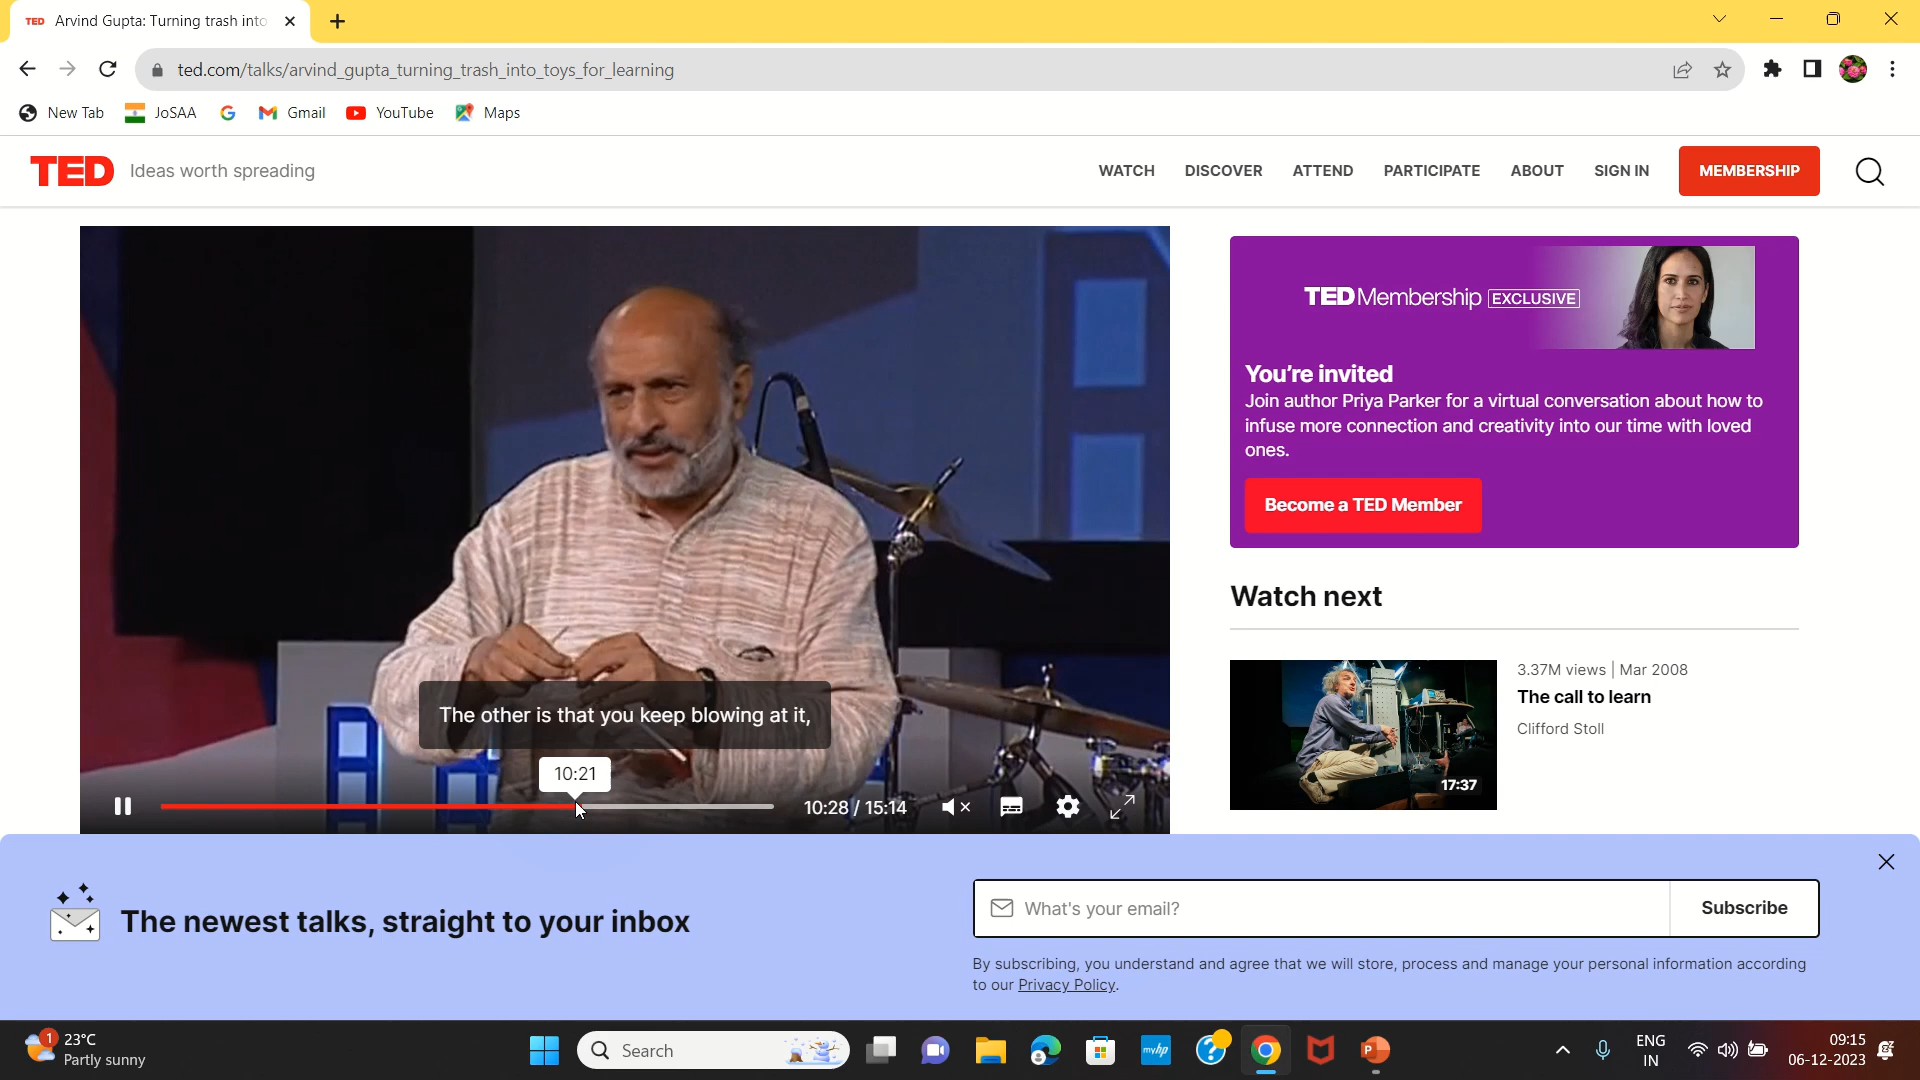 TED Arvind Gupta: Turning trash into
ted.com/talks/arvind_gupta_turning_trash_into_toys_for_learning
New Tab JoSAA G Gmail YouTube Maps
TED Ideas worth spreading WATCH DISCOVER ATTEND PARTICIPATE ABOUT SIGN IN MEMBERSHIP
The other is that you keep blowing at it,
10:21
10:28 / 15:14
TED Membership EXCLUSIVE
You're invited
Join author Priya Parker for a virtual conversation about how to
infuse more connection and creativity into our time with loved
ones.
Become a TED Member
Watch next
3.37M views | Mar 2008
The call to learn
Clifford Stoll
17:37
The newest talks, straight to your inbox
What's your email? Subscribe
By subscribing, you understand and agree that we will store, process and manage your personal information according
to our Privacy Policy.
1 23°C
Partly sunny
Search
myhp
P
ENG
IN
09:15
06-12-2023